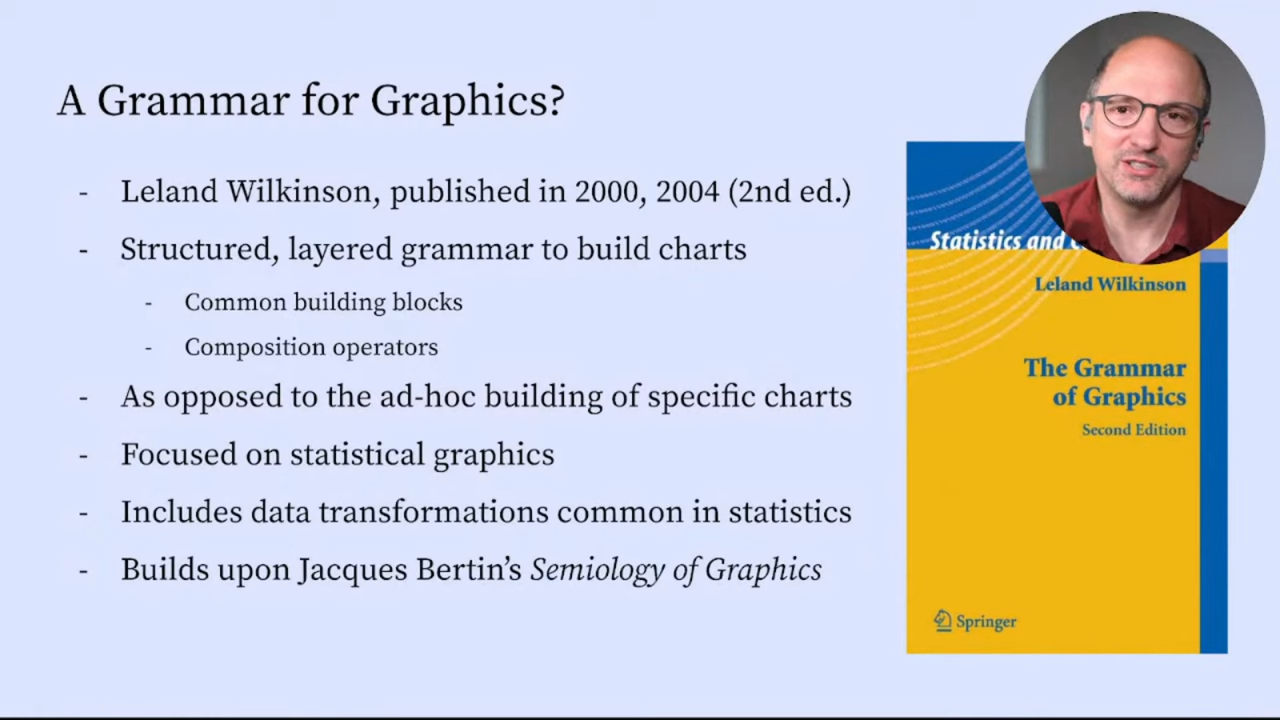 A Grammar for Graphics?
- Leland Wilkinson, published in 2000, 2004 (2nd ed.)
- Structured, layered grammar to build charts
- Common building blocks
- Composition operators
- As opposed to the ad-hoc building of specific charts
- Focused on statistical graphics
- Includes data transformations common in statistics
- Builds upon Jacques Bertin’s Semiology of Graphics
Statistics and
Leland Wilkinson
The Grammar
of Graphics
Second Edition
Springer